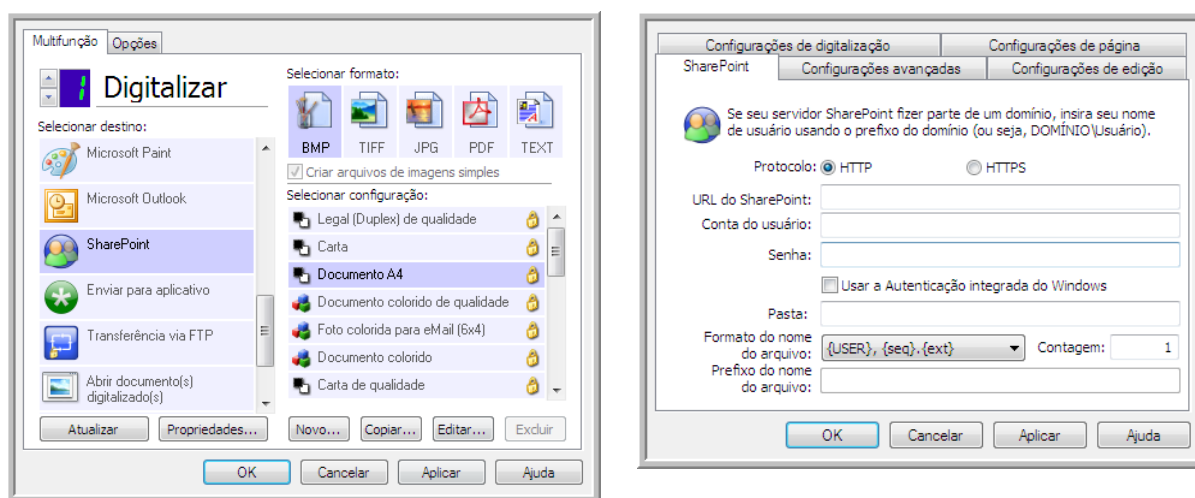 Multifunção
Opções
1 Digitalizar
Selecionar destino:
Microsoft Paint
Microsoft Outlook
SharePoint
Enviar para aplicativo
Transferência via FTP
Abrir documento(s)
digitalizado(s)
Atualizar
Propriedades...
Selecionar formato:
BMP TIFF JPG PDF TEXT
Criar arquivos de imagens simples
Selecionar configuração:
Legal (Duplex) de qualidade
Carta
Documento A4
Documento colorido de qualidade
Foto colorida para eMail (6x4)
Documento colorido
Carta de qualidade
Novo... Copiar... Editar... Excluir
OK Cancelar Aplicar Ajuda
Configurações de digitalização Configurações de página
SharePoint Configurações avançadas Configurações de edição
Se seu servidor SharePoint fizer parte de um domínio, insira seu nome
de usuário usando o prefixo do domínio (ou seja, DOMÍNIO\Usuário).
Protocolo: HTTP HTTPS
URL do SharePoint:
Conta do usuário:
Senha:
Usar a Autenticação integrada do Windows
Pasta:
Formato do nome
do arquivo: {USER}, {seq}.{ext} Contagem: 1
Prefixo do nome
do arquivo:
OK Cancelar Aplicar Ajuda